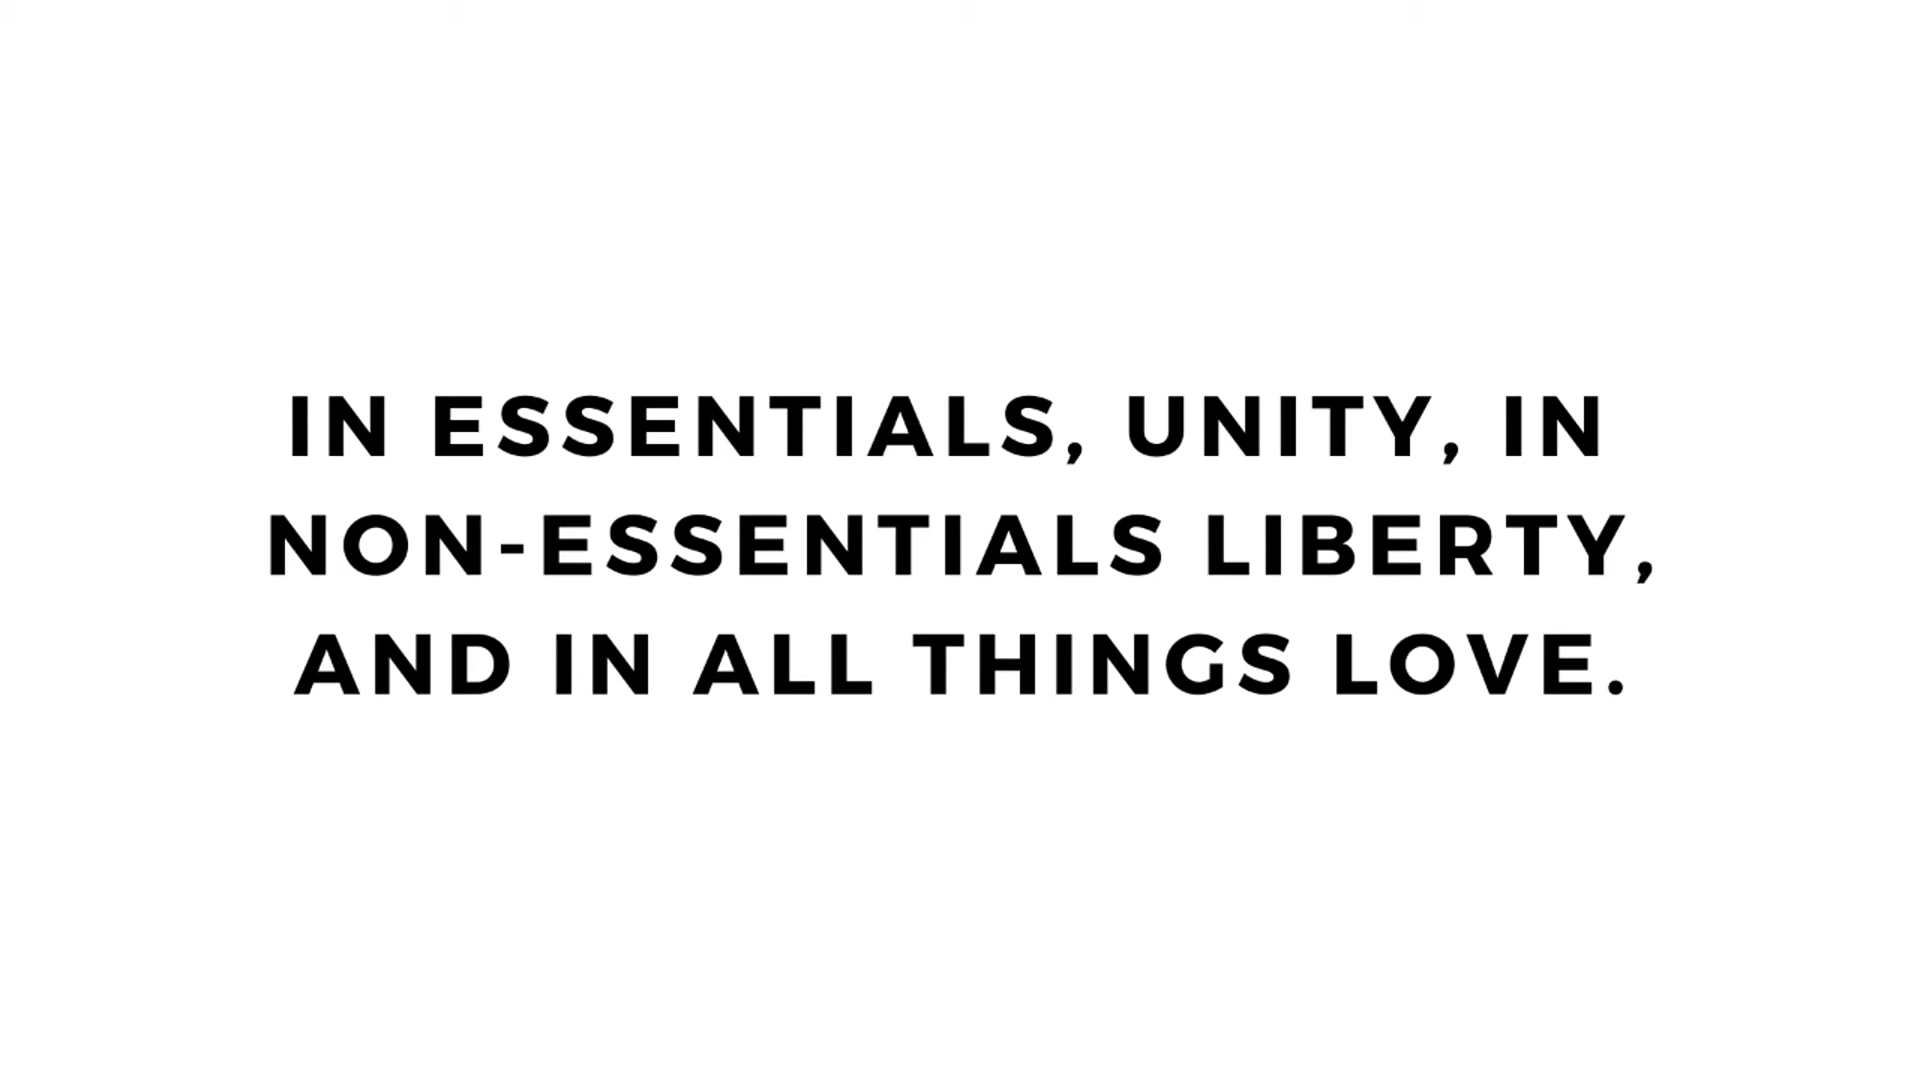 IN ESSENTIALS, UNITY, IN
NON-ESSENTIALS LIBERTY,
AND IN ALL THINGS LOVE.